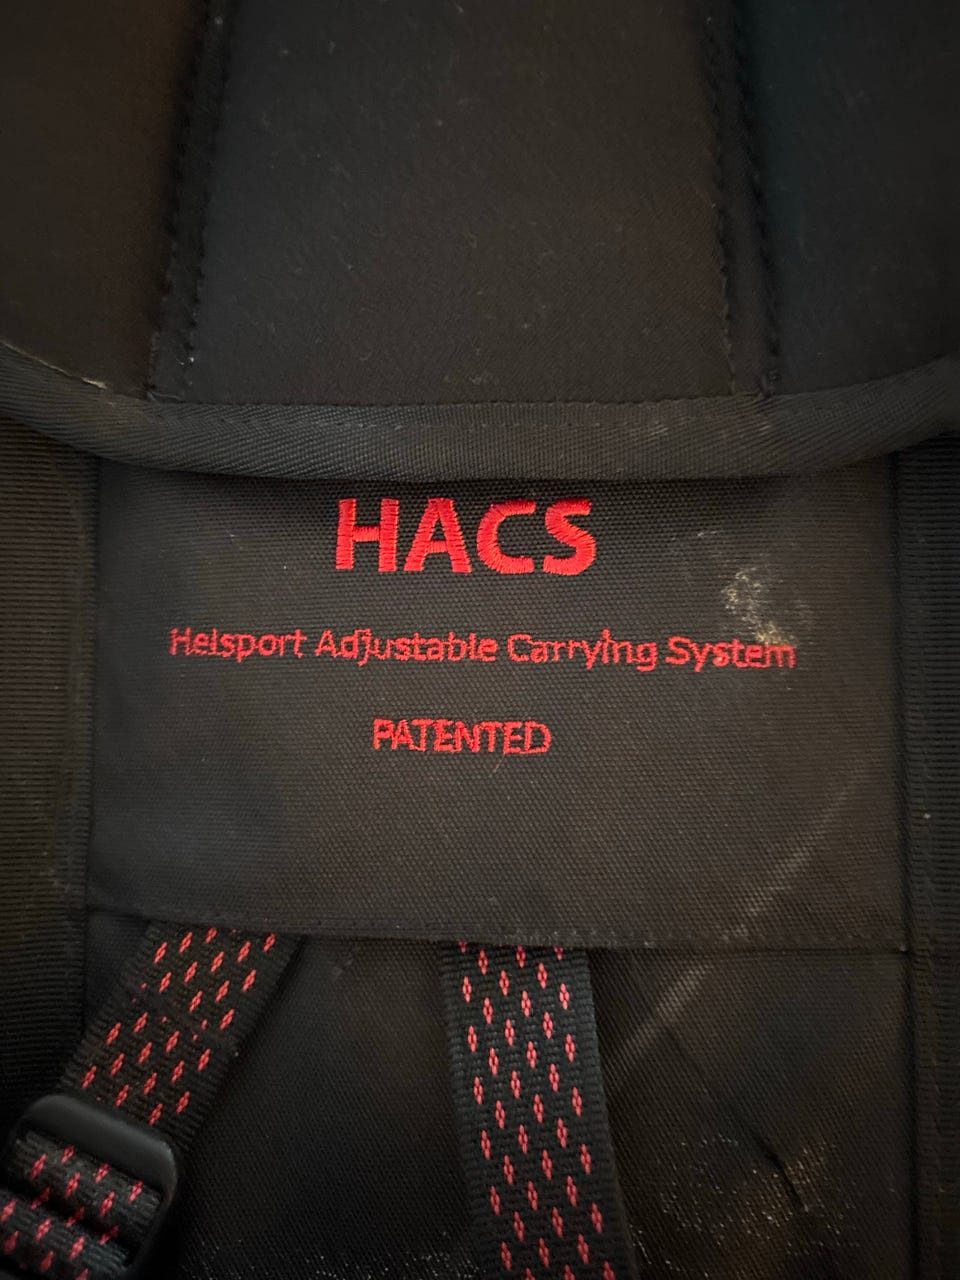 HACS
Helsport Adjustable Carrying System
PATENTED